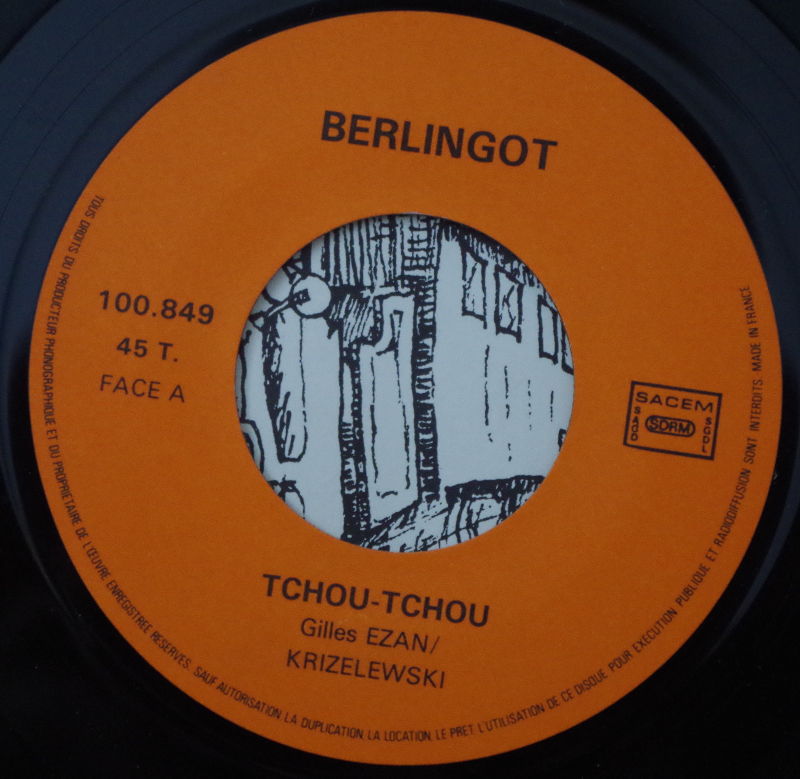 BERLINGOT
100.849
45 T.
FACE A
SACEM
SACD
SDRM
SGDL
TCHOU-TCHOU
Gilles EZAN/
KRIZELEWSKI
TOUS DROITS DU PRODUCTEUR PHONOGRAPHIQUE ET DU PROPRIETAIRE DE L'ŒUVRE ENREGISTREE RESERVES. SAUF AUTORISATION LA DUPLICATION, LA LOCATION, LE PRET, L'UTILISATION DE CE DISQUE POUR EXECUTION PUBLIQUE ET RADIODIFFUSION SONT INTERDITS. MADE IN FRANCE